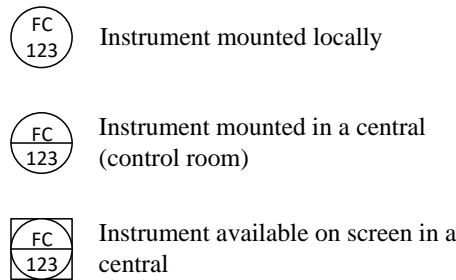 FC
123
Instrument mounted locally
FC
123
Instrument mounted in a central
(control room)
FC
123
Instrument available on screen in a
central